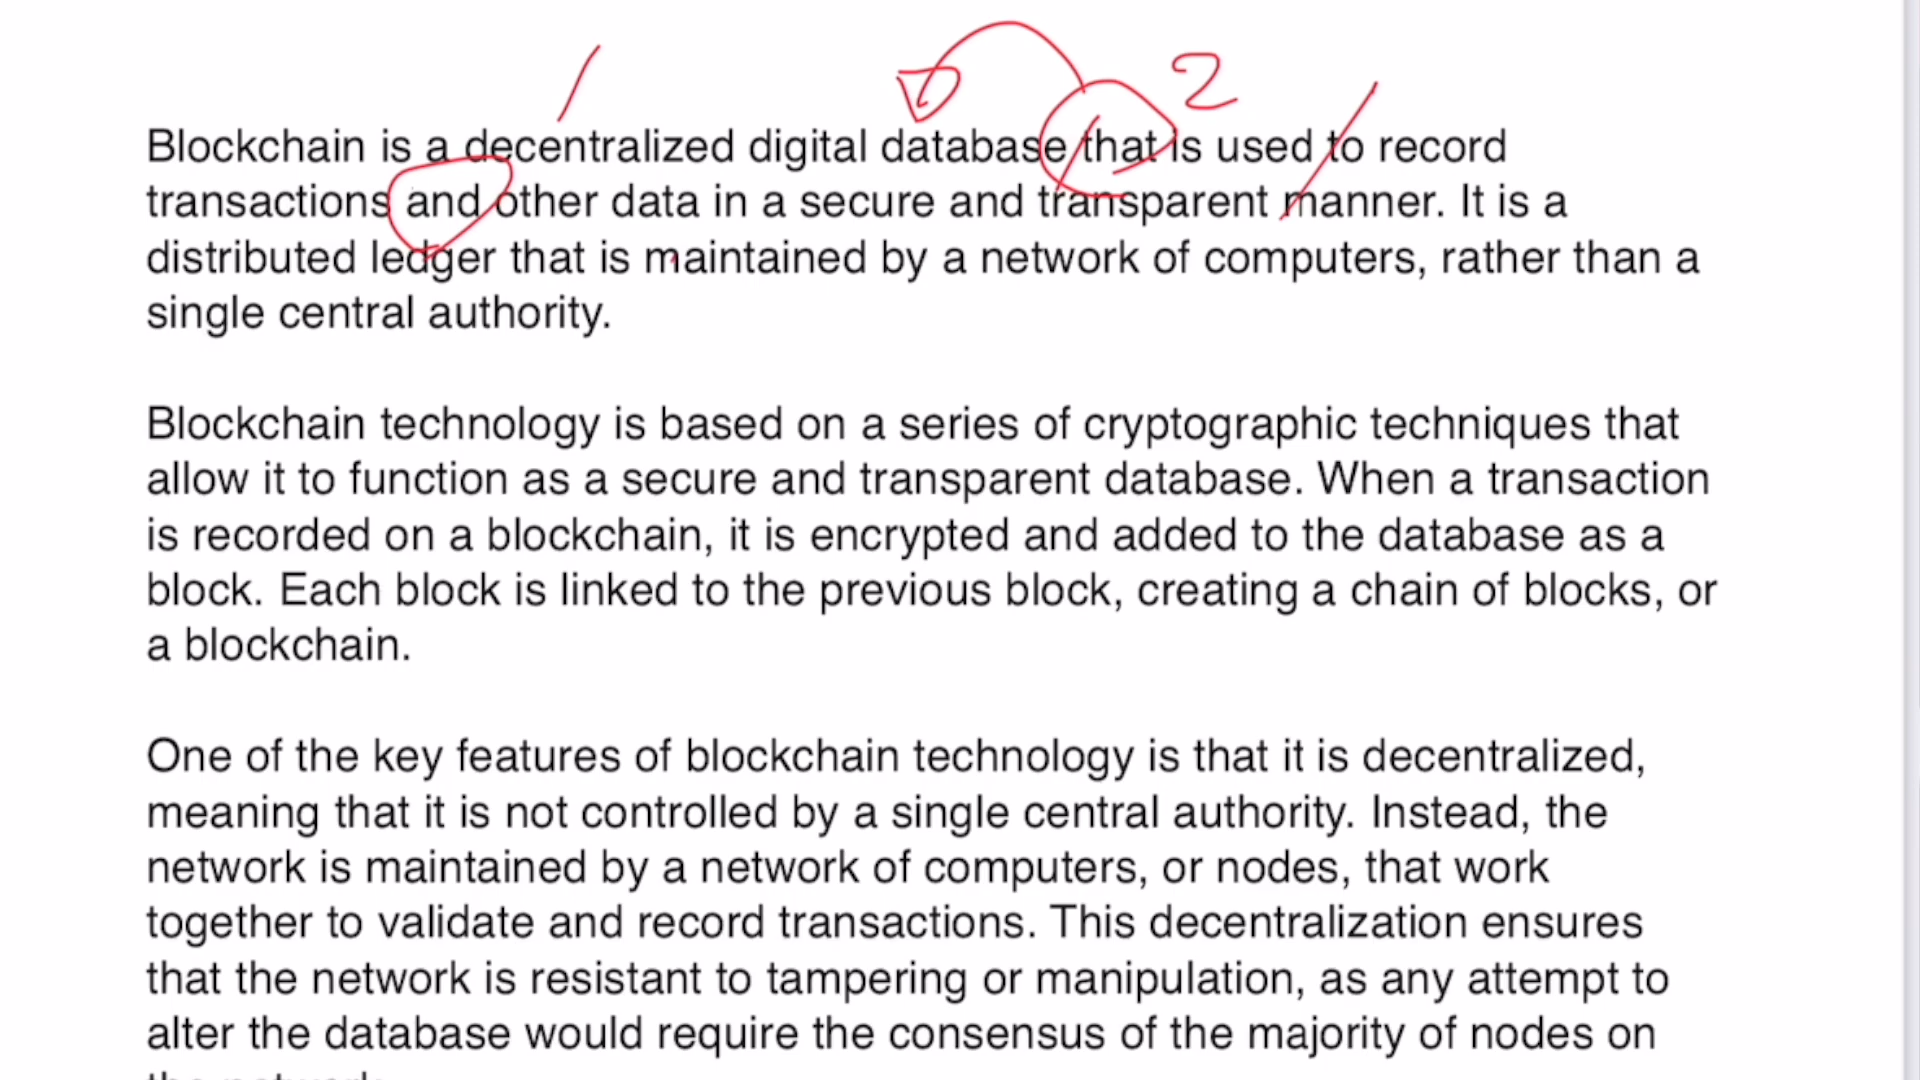 2
Blockchain is a decentralized digital database that is used to record
transactions and other data in a secure and transparent manner. It is a
distributed ledger that is maintained by a network of computers, rather than a
single central authority.
Blockchain technology is based on a series of cryptographic techniques that
allow it to function as a secure and transparent database. When a transaction
is recorded on a blockchain, it is encrypted and added to the database as a
block. Each block is linked to the previous block, creating a chain of blocks, or
a blockchain.
One of the key features of blockchain technology is that it is decentralized,
meaning that it is not controlled by a single central authority. Instead, the
network is maintained by a network of computers, or nodes, that work
together to validate and record transactions. This decentralization ensures
that the network is resistant to tampering or manipulation, as any attempt to
alter the database would require the consensus of the majority of nodes on